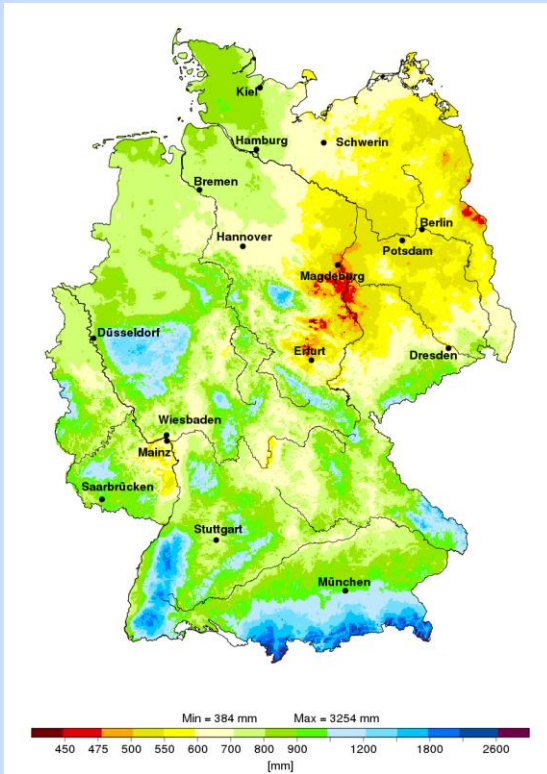 Kiel
Hamburg
Schwerin
Bremen
Berlin
Hannover
Potsdam
Magdeburg
Düsseldorf
Dresden
Erfurt
Wiesbaden
Mainz
Saarbrücken
Stuttgart
München
Min = 384 mm Max = 3254 mm
450 475 500 550 600 700 800 900 1200 1800 2600
[mm]